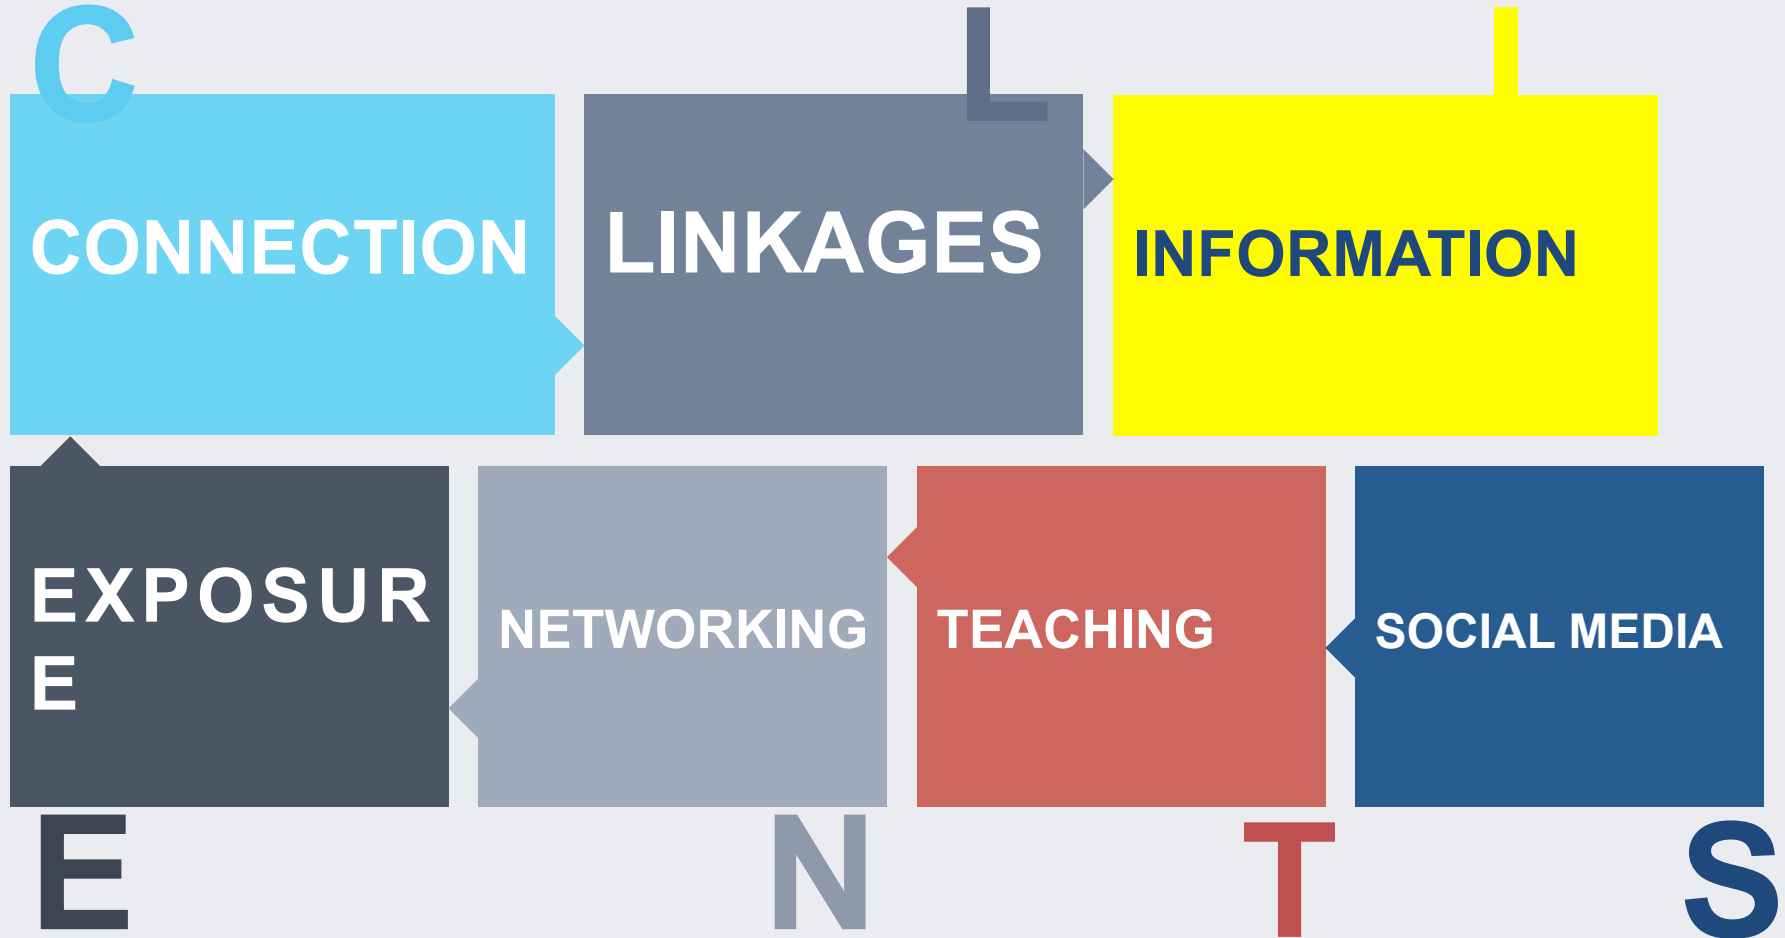 C L I
CONNECTION
LINKAGES
INFORMATION
EXPOSUR
E
NETWORKING
TEACHING
SOCIAL MEDIA
E N T S